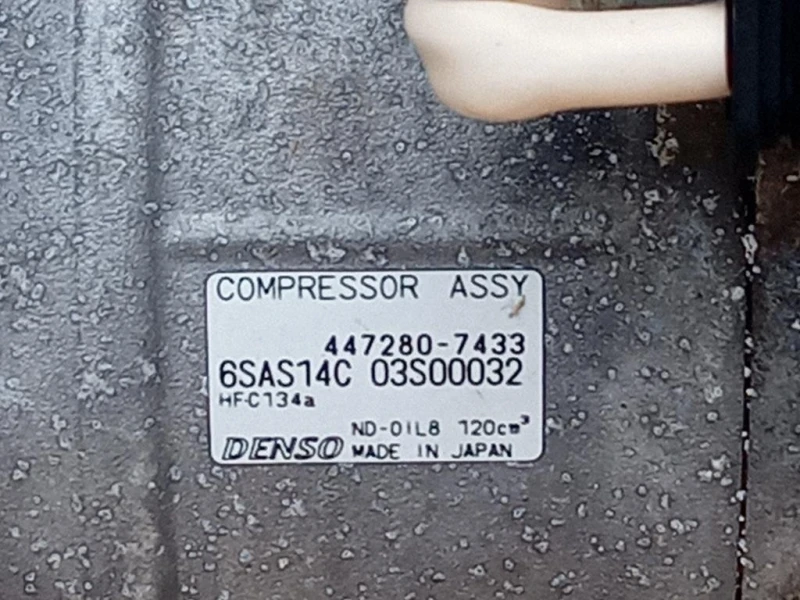 COMPRESSOR ASSY
447280-7433
6SAS14C 03S00032
HFC134a
ND-OIL8 120cm³
DENSO MADE IN JAPAN